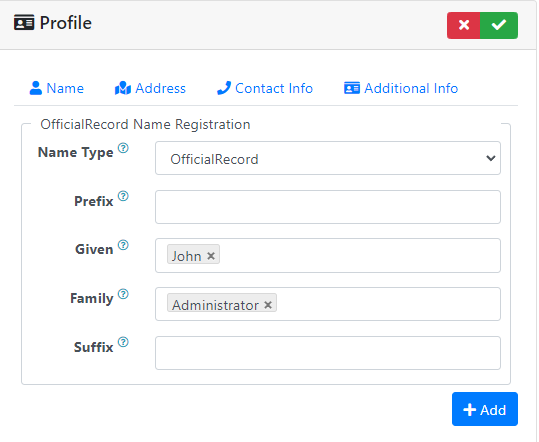 Profile
Name Address Contact Info Additional Info
OfficialRecord Name Registration
Name Type ? OfficialRecord
Prefix ?
Given ? John ×
Family ? Administrator ×
Suffix ?
+ Add